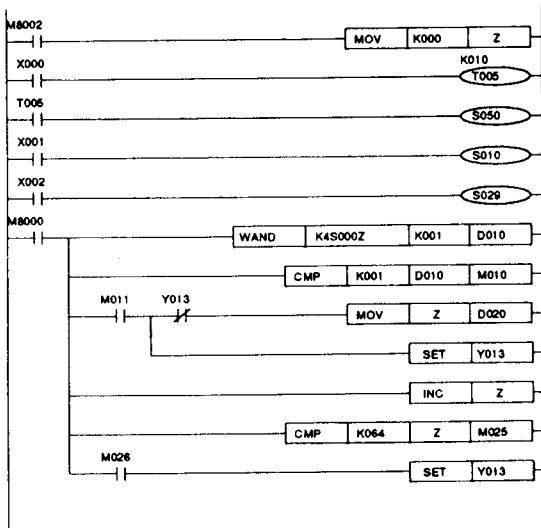 M8002
MOV K000 Z
X000
K010
T005
T005
S050
X001
S010
X002
S029
M8000
WAND K4S000Z K001 D010
CMP K001 D010 M010
M011 Y013
MOV Z D020
SET Y013
INC Z
CMP K064 Z M025
M026
SET Y013